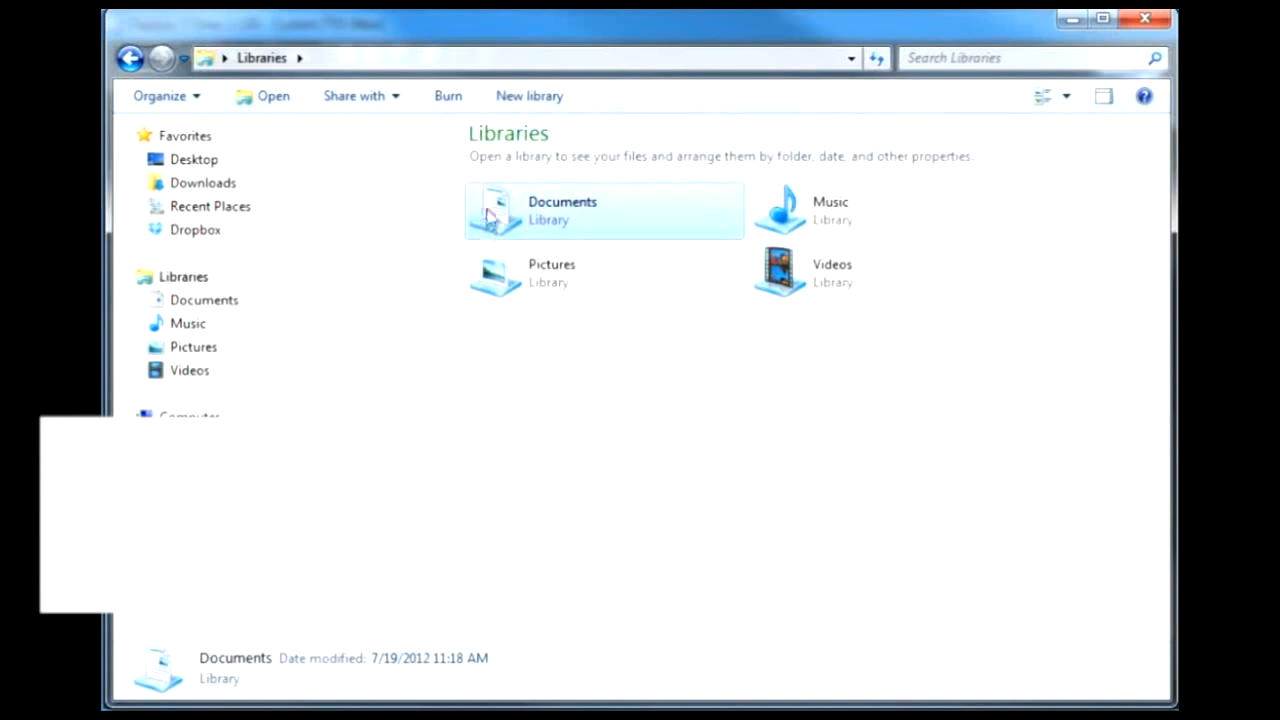 Libraries
Search Libraries
Organize
Open
Share with
Burn
New library
Favorites
Desktop
Downloads
Recent Places
Dropbox
Libraries
Documents
Music
Pictures
Videos
Computer
Libraries
Open a library to see your files and arrange them by folder, date, and other properties.
Documents
Library
Music
Library
Pictures
Library
Videos
Library
Documents Date modified: 7/19/2012 11:18 AM
Library